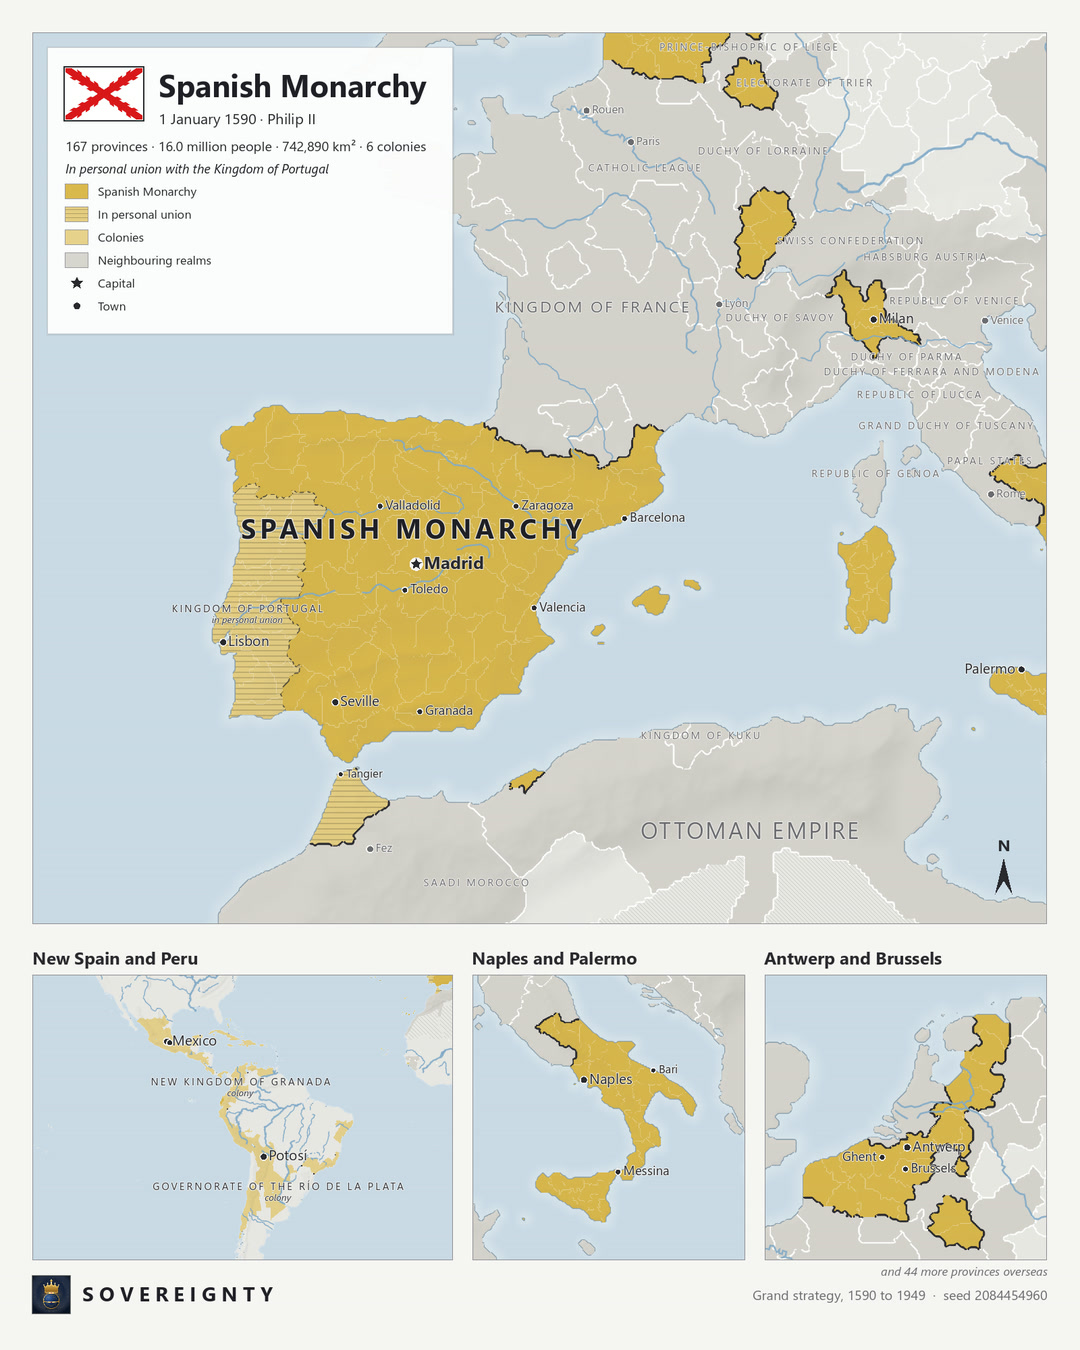 Spanish Monarchy
1 January 1590 · Philip II
167 provinces · 16.0 million people · 742,890 km² · 6 colonies
In personal union with the Kingdom of Portugal
Spanish Monarchy
In personal union
Colonies
Neighbouring realms
Capital
Town
PRINCE-BISHOPRIC OF LIÈGE
ELECTORATE OF TRIER
Rouen
Paris
DUCHY OF LORRAINE
CATHOLIC LEAGUE
SWISS CONFEDERATION
HABSBURG AUSTRIA
KINGDOM OF FRANCE
Lyon
REPUBLIC OF VENICE
DUCHY OF SAVOY
Milan
Venice
DUCHY OF PARMA
DUCHY OF FERRARA AND MODENA
REPUBLIC OF LUCCA
GRAND DUCHY OF TUSCANY
PAPAL STATES
REPUBLIC OF GENOA
Rome
Valladolid
Zaragoza
Barcelona
SPANISH MONARCHY
Madrid
Toledo
Valencia
KINGDOM OF PORTUGAL
in personal union
Lisbon
Palermo
Seville
Granada
KINGDOM OF KUKU
Tangier
OTTOMAN EMPIRE
Fez
SAADI MOROCCO
N
New Spain and Peru
Mexico
NEW KINGDOM OF GRANADA
colony
Potosí
GOVERNORATE OF THE RÍO DE LA PLATA
colony
Naples and Palermo
Bari
Naples
Messina
Antwerp and Brussels
Antwerp
Ghent
Brussels
and 44 more provinces overseas
SOVEREIGNTY
Grand strategy, 1590 to 1949 · seed 2084454960